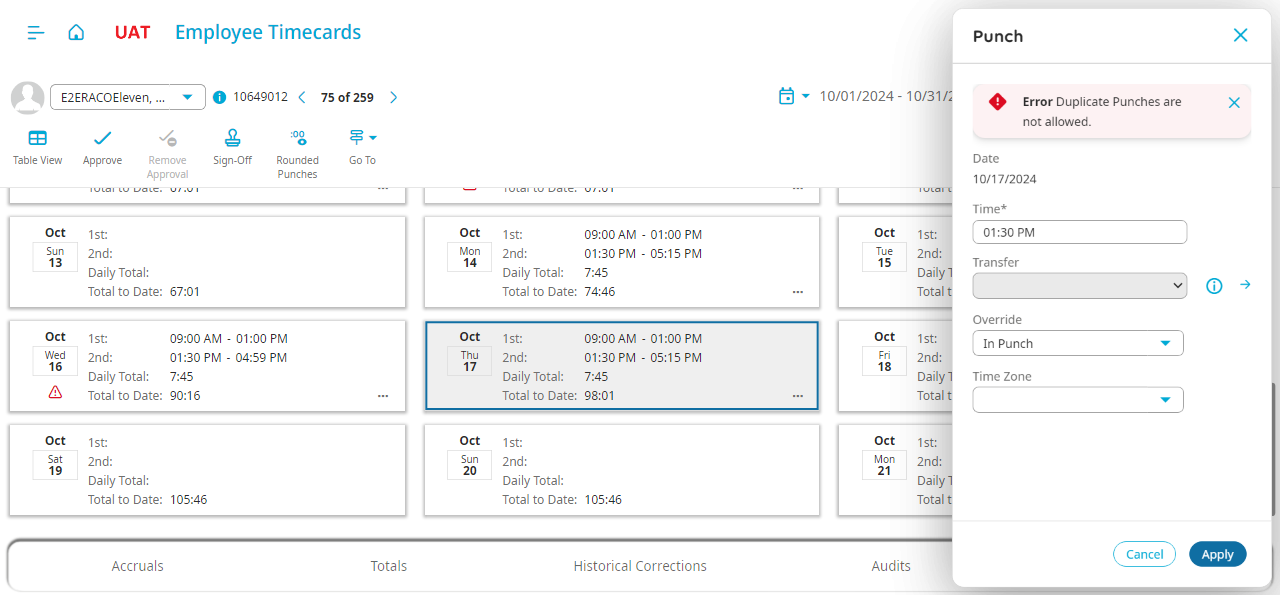 UAT Employee Timecards
E2ERACOEleven, ... 10649012 75 of 259 10/01/2024 - 10/31/2
Table View
Approve
Remove Approval
Sign-Off
:00
Rounded Punches
Go To
Total to Date: 67:01 ...
Total to Date: 67:01 ...
Oct
Sun
13
1st:
2nd:
Daily Total:
Total to Date: 67:01
Oct
Mon
14
1st: 09:00 AM - 01:00 PM
2nd: 01:30 PM - 05:15 PM
Daily Total: 7:45
Total to Date: 74:46 ...
Oct
Tue
15
1st:
2nd:
Daily T
Total t
Oct
Wed
16
1st: 09:00 AM - 01:00 PM
2nd: 01:30 PM - 04:59 PM
Daily Total: 7:45
Total to Date: 90:16 ...
Oct
Thu
17
1st: 09:00 AM - 01:00 PM
2nd: 01:30 PM - 05:15 PM
Daily Total: 7:45
Total to Date: 98:01 ...
Oct
Fri
18
1st:
2nd:
Daily T
Total t
Oct
Sat
19
1st:
2nd:
Daily Total:
Total to Date: 105:46
Oct
Sun
20
1st:
2nd:
Daily Total:
Total to Date: 105:46
Oct
Mon
21
1st:
2nd:
Daily T
Total t
Accruals Totals Historical Corrections Audits
Punch
Error Duplicate Punches are
not allowed.
Date
10/17/2024
Time*
01:30 PM
Transfer
Override
In Punch
Time Zone
Cancel Apply